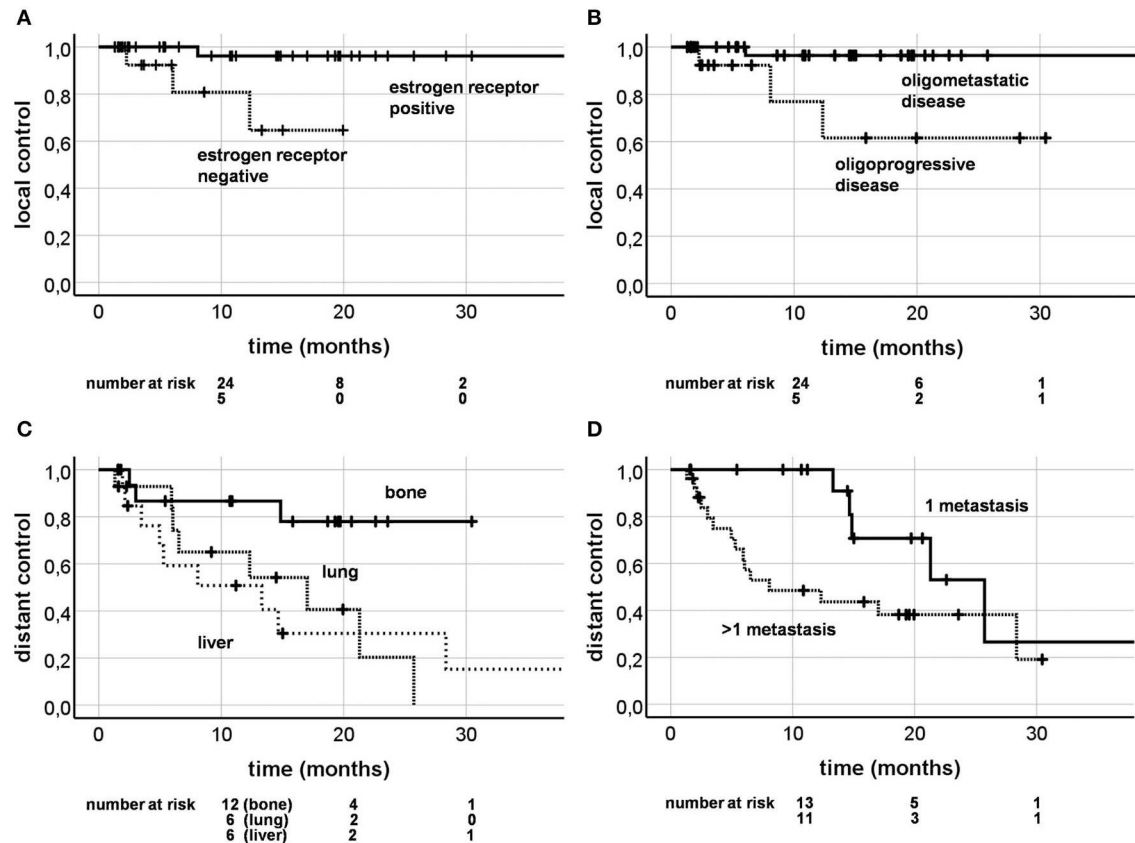 A
local control
1,0
0,8
0,6
0,4
0,2
0,0
estrogen receptor
positive
estrogen receptor
negative
0 10 20 30
time (months)
number at risk 24 8 2
5 0 0
B
local control
1,0
0,8
0,6
0,4
0,2
0,0
oligometastatic
disease
oligoprogressive
disease
0 10 20 30
time (months)
number at risk 24 6 1
5 2 1
C
distant control
1,0
0,8
0,6
0,4
0,2
0,0
bone
lung
liver
0 10 20 30
time (months)
number at risk 12 (bone) 4 1
6 (lung) 2 0
6 (liver) 2 1
D
distant control
1,0
0,8
0,6
0,4
0,2
0,0
1 metastasis
>1 metastasis
0 10 20 30
time (months)
number at risk 13 5 1
11 3 1